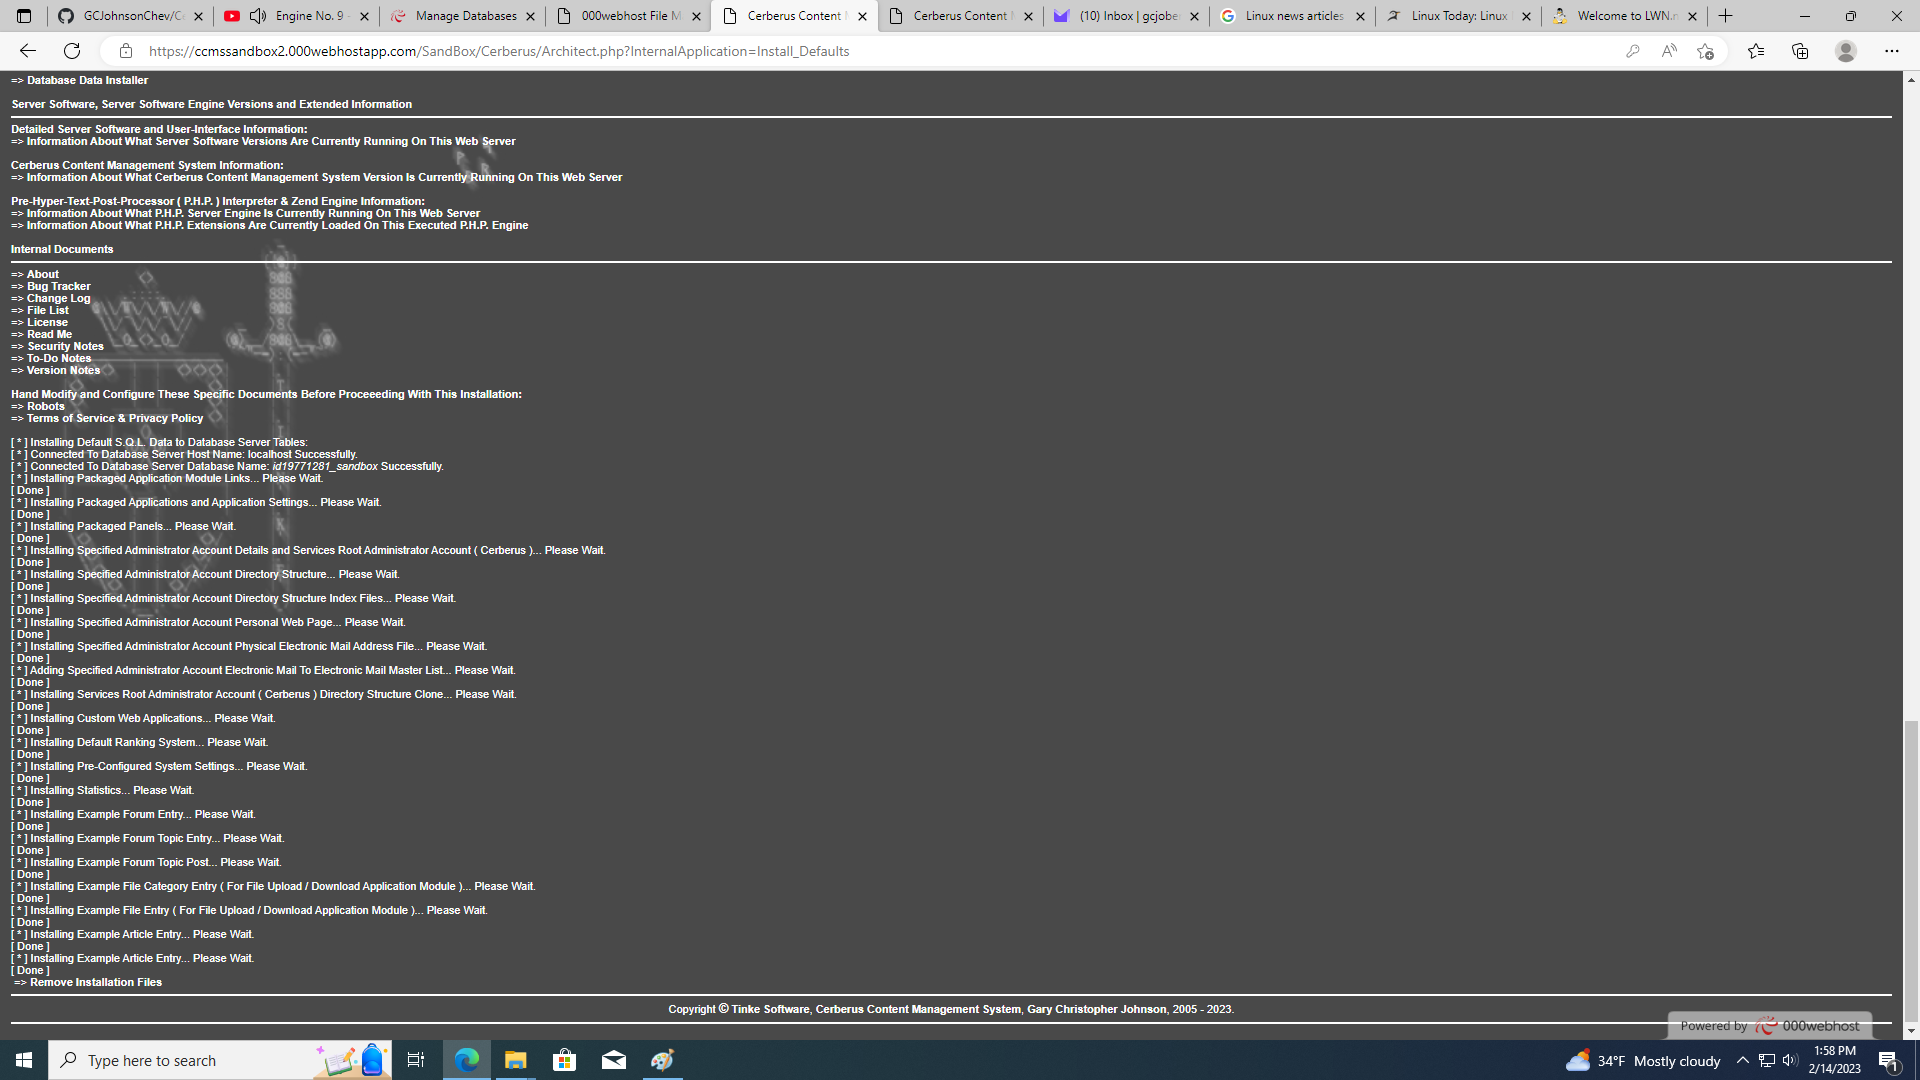 GCJohnsonChev/Ce
Engine No. 9 -
Manage Databases
000webhost File M
Cerberus Content M
Cerberus Content M
(10) Inbox | gcjober
Linux news articles
Linux Today: Linux
Welcome to LWN.n
https://ccmssandbox2.000webhostapp.com/SandBox/Cerberus/Architect.php?InternalApplication=Install_Defaults
=> Database Data Installer
Server Software, Server Software Engine Versions and Extended Information
Detailed Server Software and User-Interface Information:
=> Information About What Server Software Versions Are Currently Running On This Web Server
Cerberus Content Management System Information:
=> Information About What Cerberus Content Management System Version Is Currently Running On This Web Server
Pre-Hyper-Text-Post-Processor ( P.H.P. ) Interpreter & Zend Engine Information:
=> Information About What P.H.P. Server Engine Is Currently Running On This Web Server
=> Information About What P.H.P. Extensions Are Currently Loaded On This Executed P.H.P. Engine
Internal Documents
=> About
=> Bug Tracker
=> Change Log
=> File List
=> License
=> Read Me
=> Security Notes
=> To-Do Notes
=> Version Notes
Hand Modify and Configure These Specific Documents Before Proceeeding With This Installation:
=> Robots
=> Terms of Service & Privacy Policy
[ * ] Installing Default S.Q.L. Data to Database Server Tables:
[ * ] Connected To Database Server Host Name: localhost Successfully.
[ * ] Connected To Database Server Database Name: id19771281_sandbox Successfully.
[ * ] Installing Packaged Application Module Links... Please Wait.
[ Done ]
[ * ] Installing Packaged Applications and Application Settings... Please Wait.
[ Done ]
[ * ] Installing Packaged Panels... Please Wait.
[ Done ]
[ * ] Installing Specified Administrator Account Details and Services Root Administrator Account ( Cerberus )... Please Wait.
[ Done ]
[ * ] Installing Specified Administrator Account Directory Structure... Please Wait.
[ Done ]
[ * ] Installing Specified Administrator Account Directory Structure Index Files... Please Wait.
[ Done ]
[ * ] Installing Specified Administrator Account Personal Web Page... Please Wait.
[ Done ]
[ * ] Installing Specified Administrator Account Physical Electronic Mail Address File... Please Wait.
[ Done ]
[ * ] Adding Specified Administrator Account Electronic Mail To Electronic Mail Master List... Please Wait.
[ Done ]
[ * ] Installing Services Root Administrator Account ( Cerberus ) Directory Structure Clone... Please Wait.
[ Done ]
[ * ] Installing Custom Web Applications... Please Wait.
[ Done ]
[ * ] Installing Default Ranking System... Please Wait.
[ Done ]
[ * ] Installing Pre-Configured System Settings... Please Wait.
[ Done ]
[ * ] Installing Statistics... Please Wait.
[ Done ]
[ * ] Installing Example Forum Entry... Please Wait.
[ Done ]
[ * ] Installing Example Forum Topic Entry... Please Wait.
[ Done ]
[ * ] Installing Example Forum Topic Post... Please Wait.
[ Done ]
[ * ] Installing Example File Category Entry ( For File Upload / Download Application Module )... Please Wait.
[ Done ]
[ * ] Installing Example File Entry ( For File Upload / Download Application Module )... Please Wait.
[ Done ]
[ * ] Installing Example Article Entry... Please Wait.
[ Done ]
[ * ] Installing Example Article Entry... Please Wait.
[ Done ]
=> Remove Installation Files
Copyright © Tinke Software, Cerberus Content Management System, Gary Christopher Johnson, 2005 - 2023.
Powered by 000webhost
Type here to search
34°F Mostly cloudy
1:58 PM
2/14/2023
1